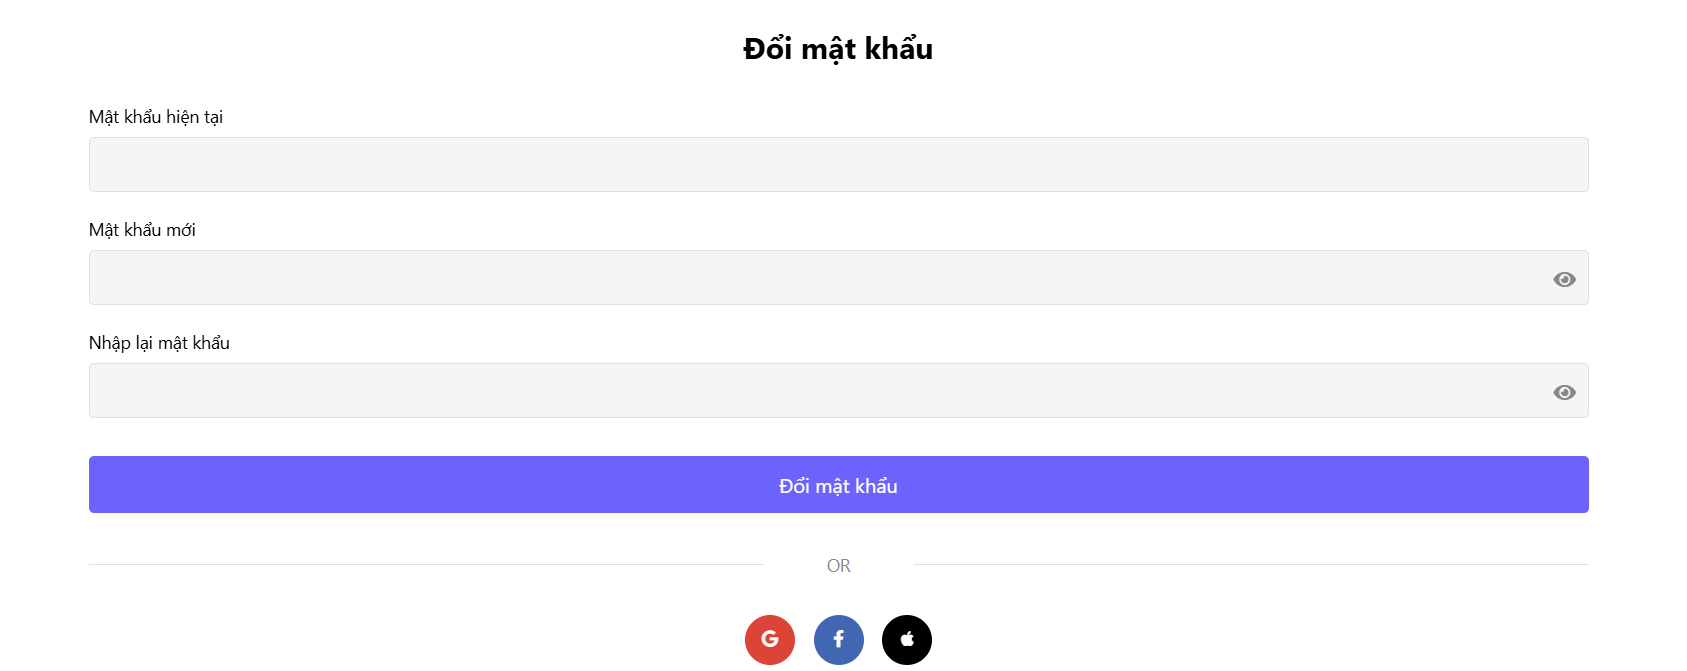 Đổi mật khẩu
Mật khẩu hiện tại
Mật khẩu mới
Nhập lại mật khẩu
Đổi mật khẩu
OR